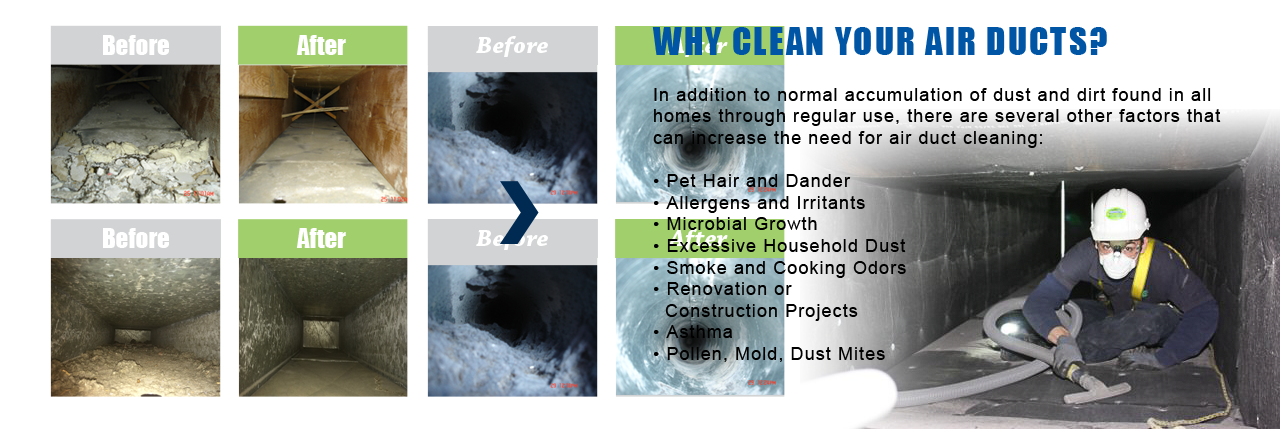 Before
After
Before
After
WHY CLEAN YOUR AIR DUCTS?
In addition to normal accumulation of dust and dirt found in all
homes through regular use, there are several other factors that
can increase the need for air duct cleaning:
• Pet Hair and Dander
• Allergens and Irritants
• Microbial Growth
• Excessive Household Dust
• Smoke and Cooking Odors
• Renovation or
Construction Projects
• Asthma
• Pollen, Mold, Dust Mites
Before
After
Before
After